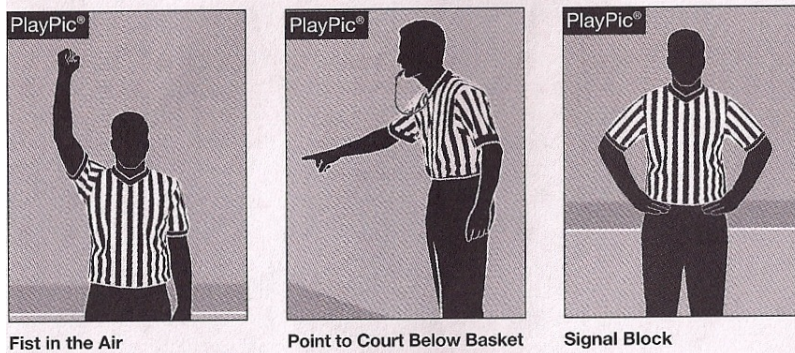 PlayPic®
PlayPic®
PlayPic®
Fist in the Air
Point to Court Below Basket
Signal Block